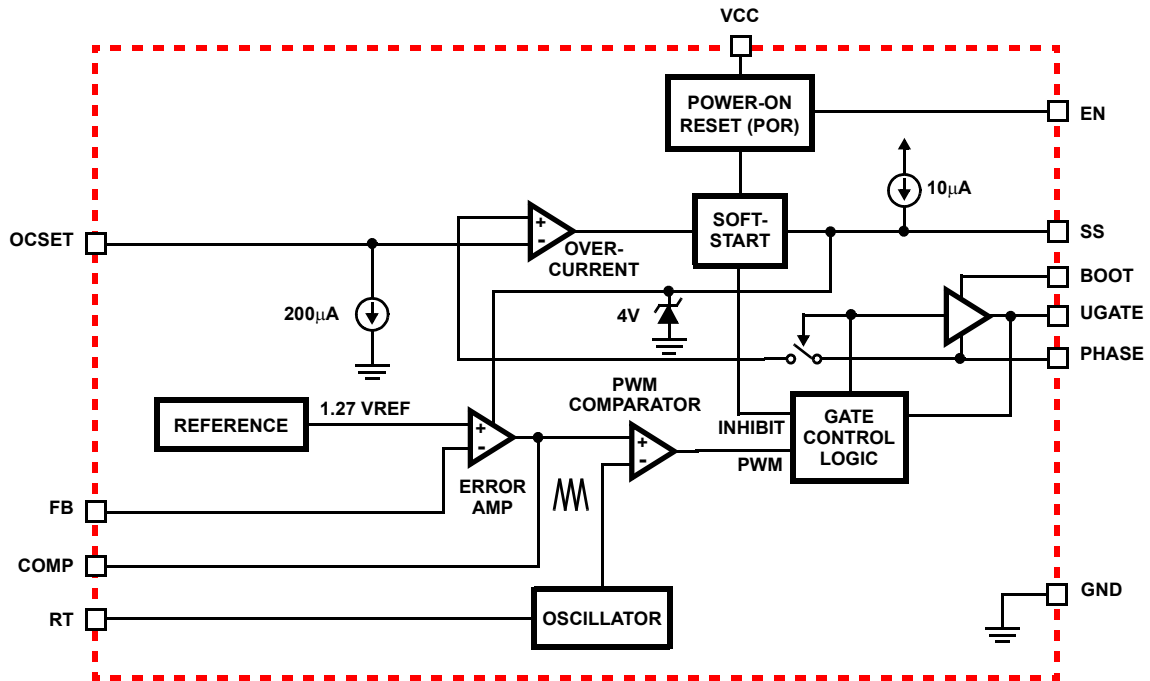 VCC
POWER-ON
RESET (POR)
EN
10µA
OCSET
+
-
OVER-
CURRENT
SOFT-
START
SS
BOOT
200µA
4V
UGATE
PHASE
PWM
COMPARATOR
REFERENCE
1.27 VREF
+
-
+
-
INHIBIT
PWM
GATE
CONTROL
LOGIC
ERROR
AMP
FB
COMP
GND
RT
OSCILLATOR